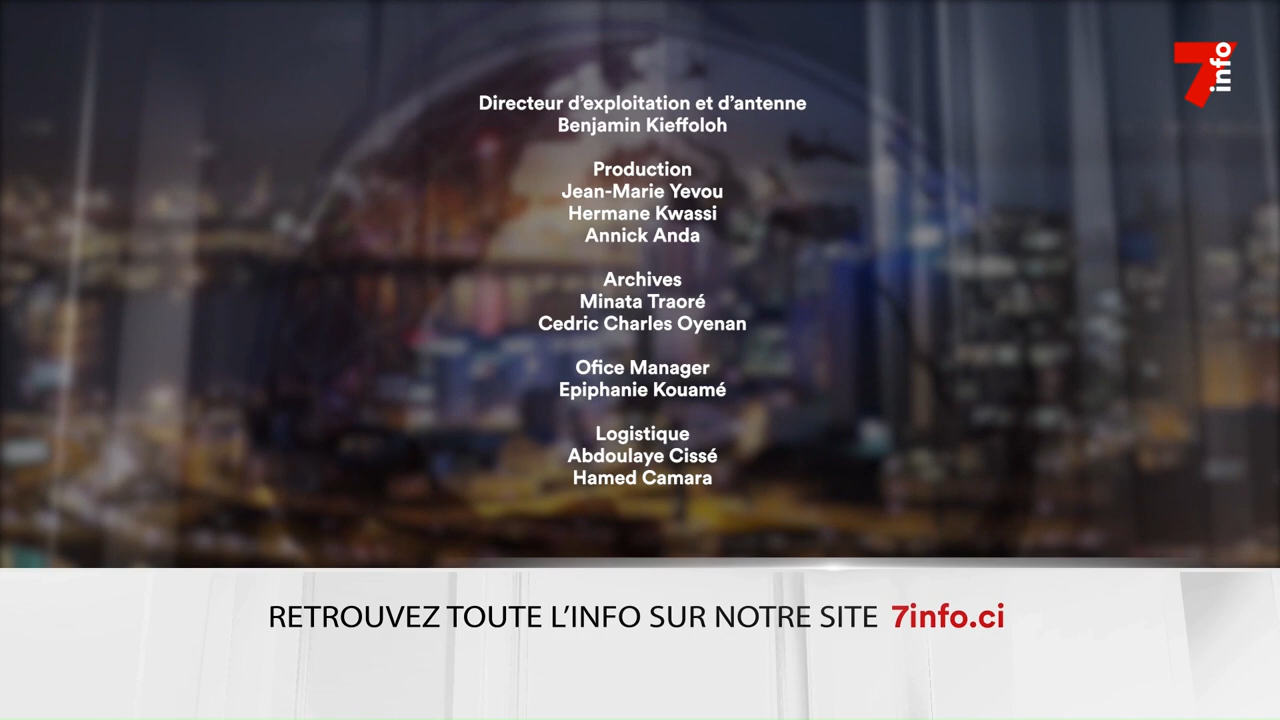 7info
Directeur d’exploitation et d’antenne
Benjamin Kieffoloh
Production
Jean-Marie Yevou
Hermane Kwassi
Annick Anda
Archives
Minata Traoré
Cedric Charles Oyenan
Ofice Manager
Epiphanie Kouamé
Logistique
Abdoulaye Cissé
Hamed Camara
RETROUVEZ TOUTE L’INFO SUR NOTRE SITE 7info.ci